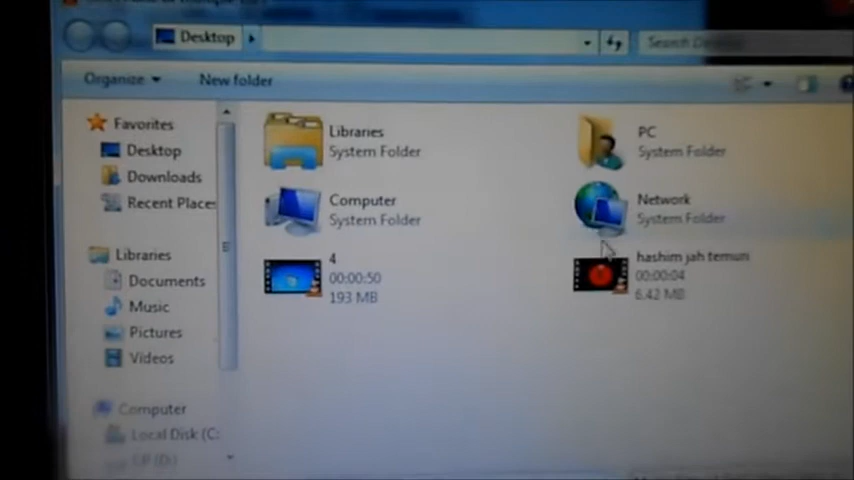 Desktop
Search
Organize
New folder
Favorites
Desktop
Downloads
Recent Places
Libraries
Documents
Music
Pictures
Videos
Computer
Local Disk (C:
Libraries
System Folder
PC
System Folder
Computer
System Folder
Network
System Folder
4
00:00:50
193 MB
hashim jah temuri
00:00:04
6.42 MB